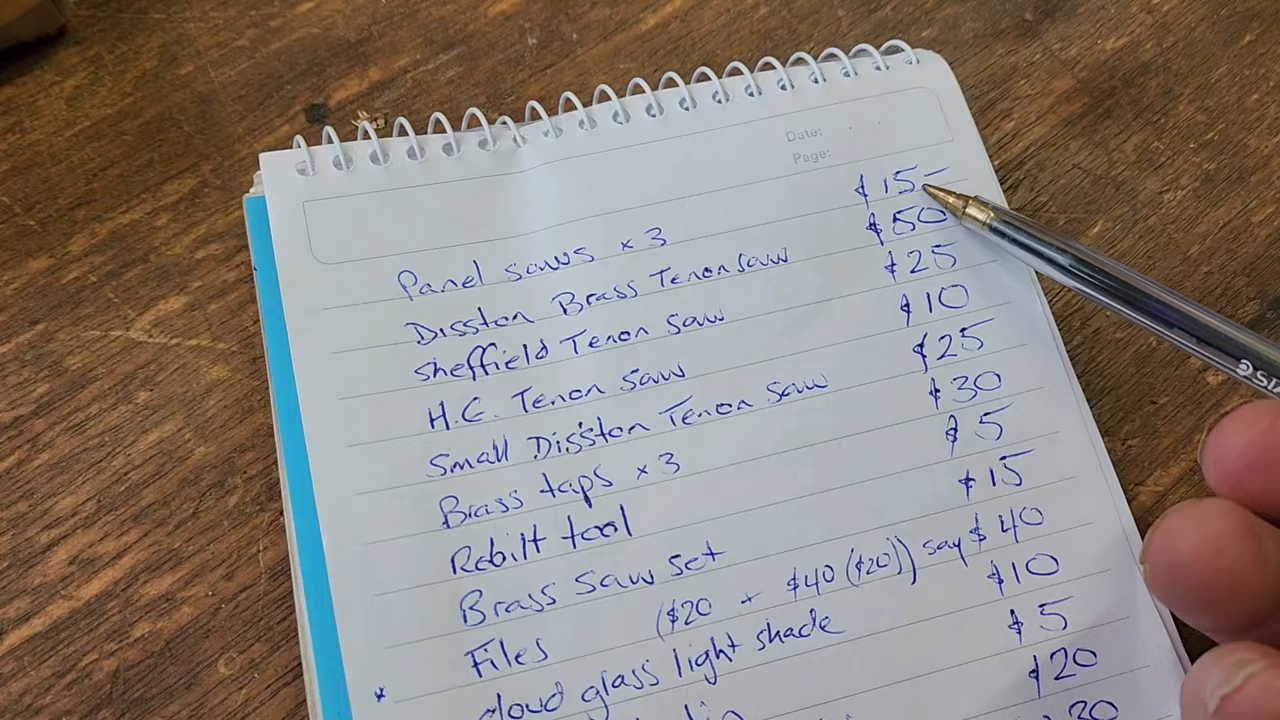 Date:
Page:
Panel saws x 3 $15-
Disston Brass Tenon saw $50
Sheffield Tenon saw $25
H.C. Tenon saw $10
Small Disston Tenon saw $25
Brass taps x 3 $30
Rebilt tool $5
Brass saw set $15
Files ($20 + $40 ($20)) say $40
* cloud glass light shade $10
$5
$20